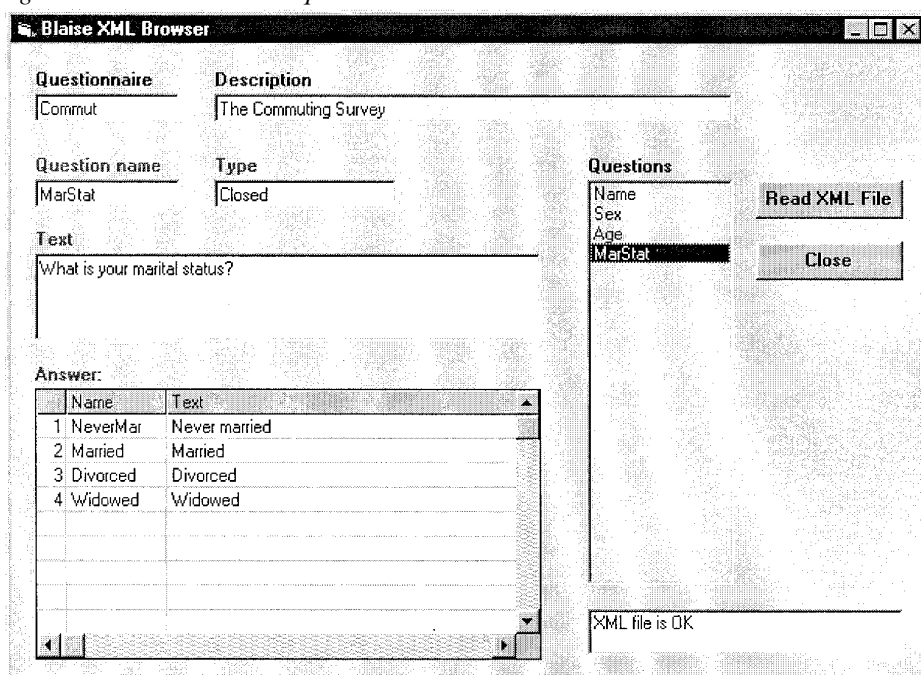 Blaise XML Browser
Questionnaire Description
Commut The Commuting Survey
Question name Type Questions
MarStat Closed Name
Sex
Age
MarStat
Read XML File
Close
Text
What is your marital status?
Answer:
Name Text
1 NeverMar Never married
2 Married Married
3 Divorced Divorced
4 Widowed Widowed
XML file is OK